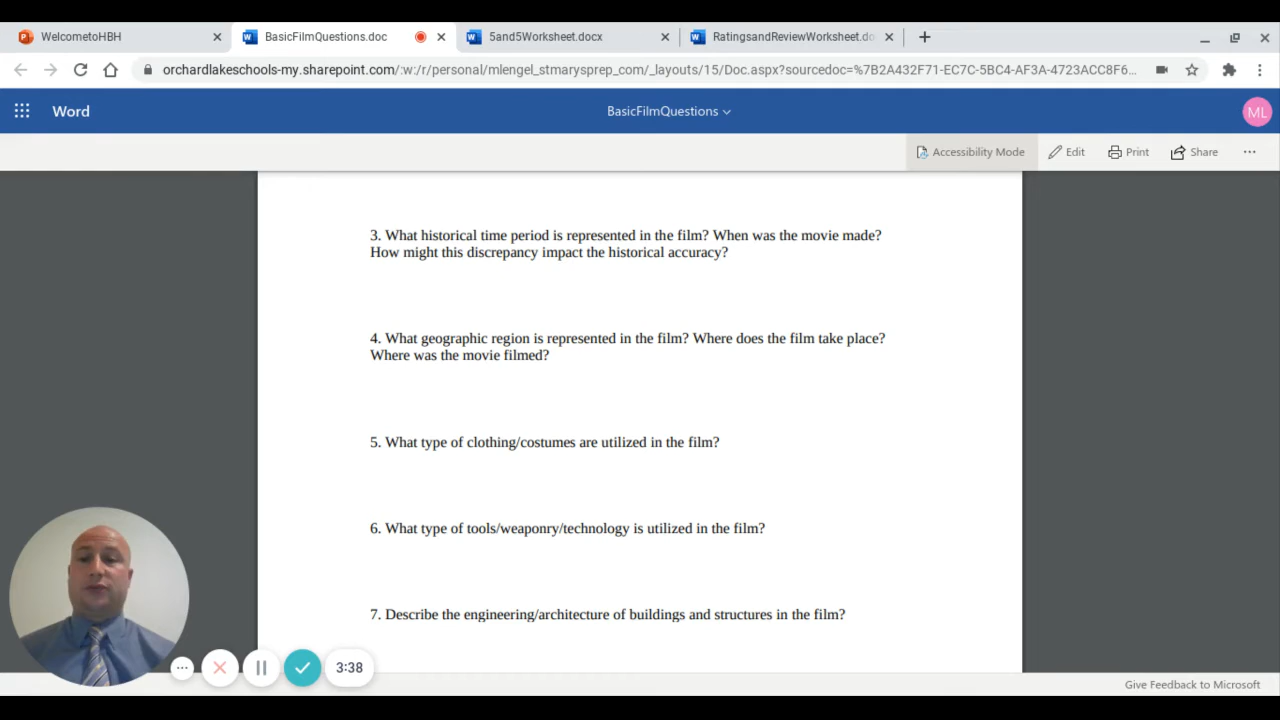 WelcometoHBH
BasicFilmQuestions.doc
5and5Worksheet.docx
RatingsandReviewWorksheet.do
orchardlakeschools-my.sharepoint.com/:w:/r/personal/mlengel_stmarysprep_com/_layouts/15/Doc.aspx?sourcedoc=%7B2A432F71-EC7C-5BC4-AF3A-4723ACC8F6...
Word
BasicFilmQuestions
ML
Accessibility Mode
Edit
Print
Share
3. What historical time period is represented in the film? When was the movie made?
How might this discrepancy impact the historical accuracy?
4. What geographic region is represented in the film? Where does the film take place?
Where was the movie filmed?
5. What type of clothing/costumes are utilized in the film?
6. What type of tools/weaponry/technology is utilized in the film?
7. Describe the engineering/architecture of buildings and structures in the film?
3:38
Give Feedback to Microsoft